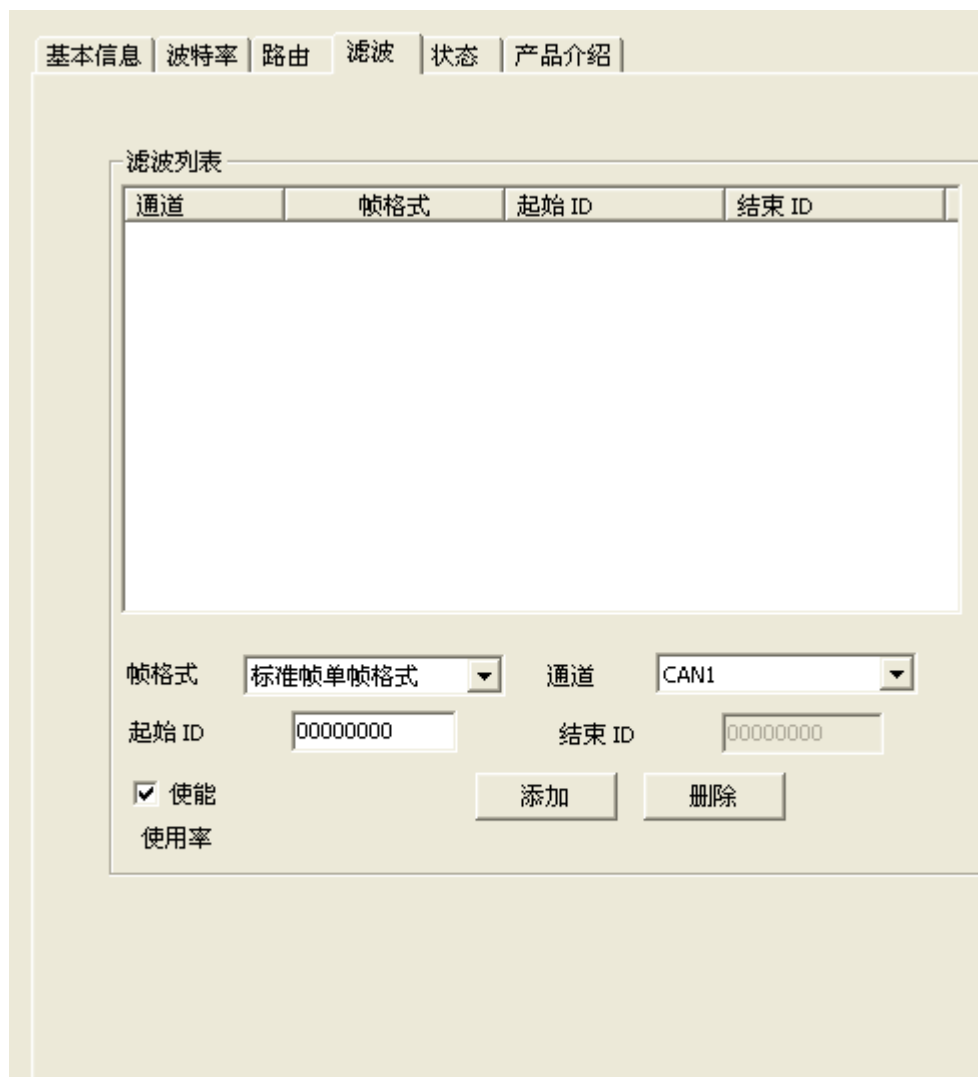 基本信息 波特率 路由 滤波 状态 产品介绍
滤波列表
通道 帧格式 起始 ID 结束 ID
帧格式 标准帧单帧格式 通道 CAN1
起始 ID 00000000 结束 ID 00000000
使能 添加 删除
使用率